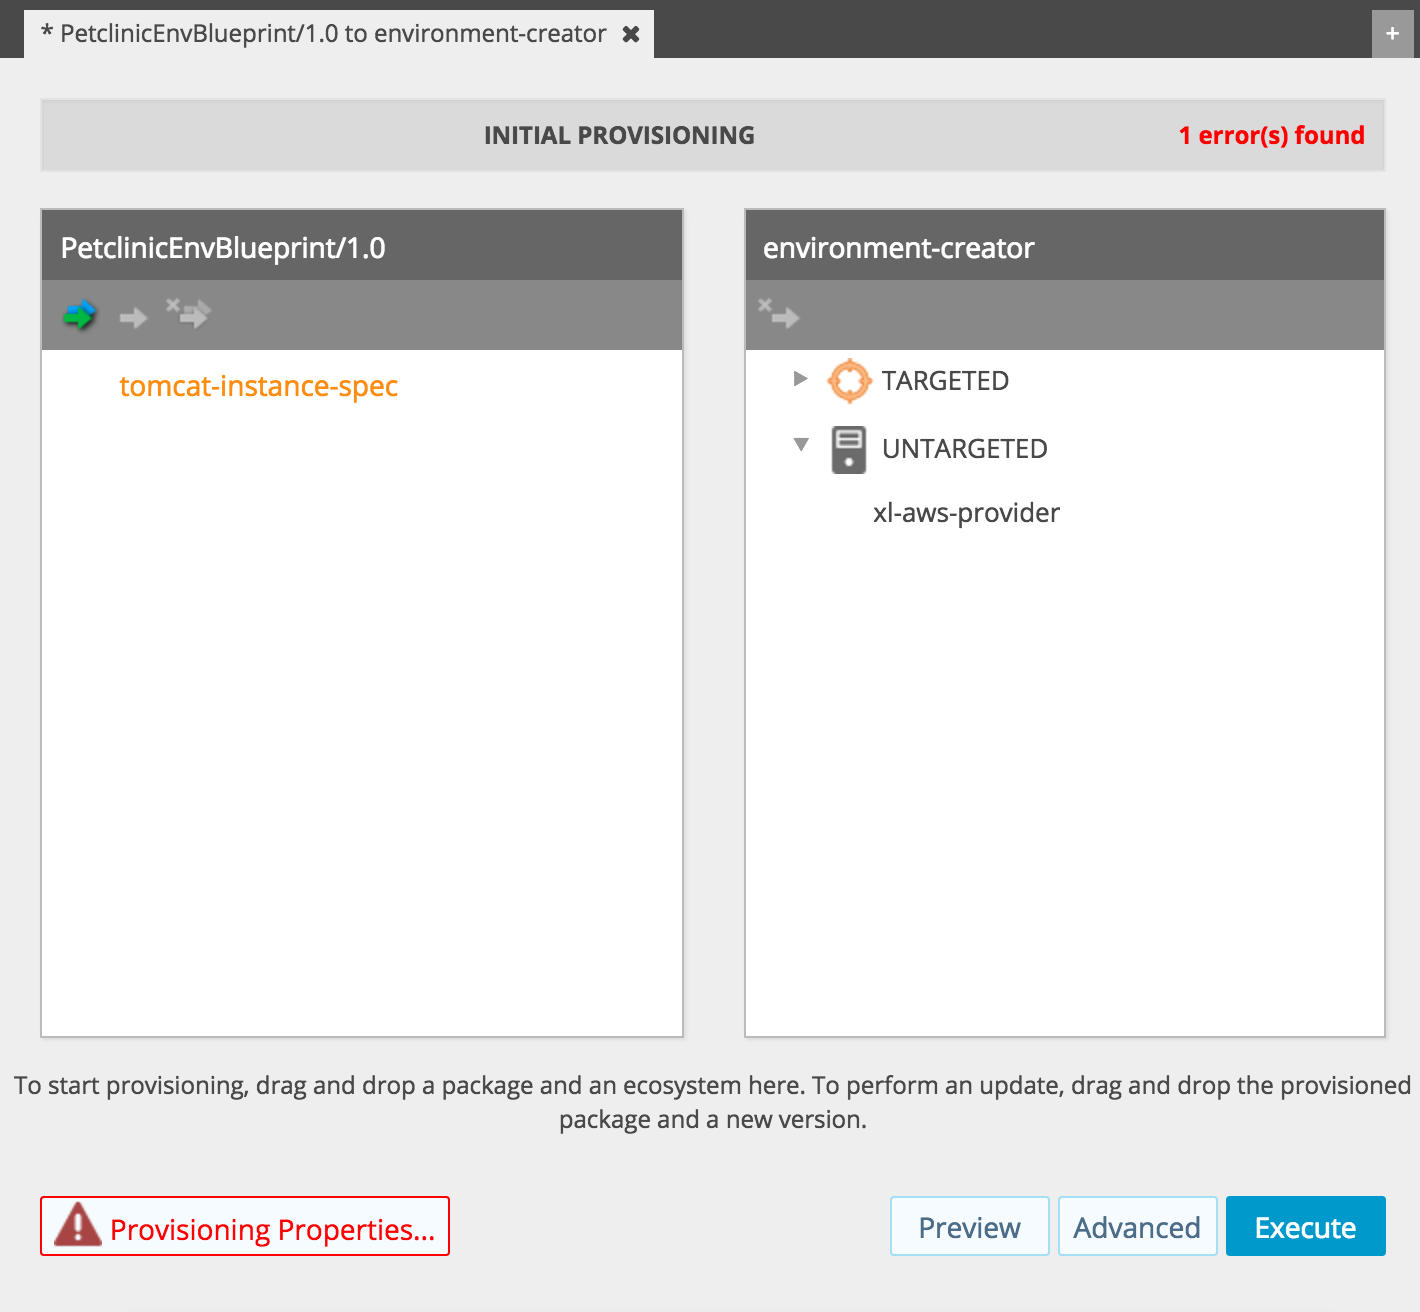 * PetclinicEnvBlueprint/1.0 to environment-creator ✖
+
INITIAL PROVISIONING
1 error(s) found
PetclinicEnvBlueprint/1.0
tomcat-instance-spec
environment-creator
TARGETED
UNTARGETED
xl-aws-provider
To start provisioning, drag and drop a package and an ecosystem here. To perform an update, drag and drop the provisioned
package and a new version.
Provisioning Properties...
Preview
Advanced
Execute